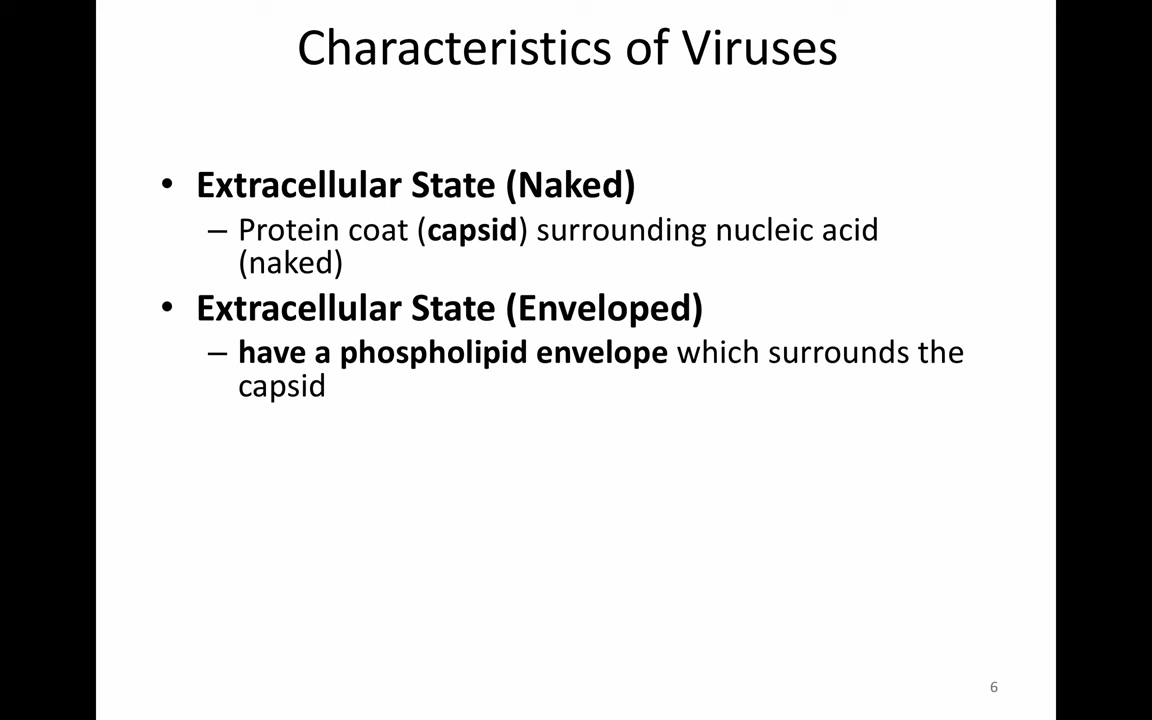 Characteristics of Viruses
• Extracellular State (Naked)
– Protein coat (capsid) surrounding nucleic acid
(naked)
• Extracellular State (Enveloped)
– have a phospholipid envelope which surrounds the
capsid
6